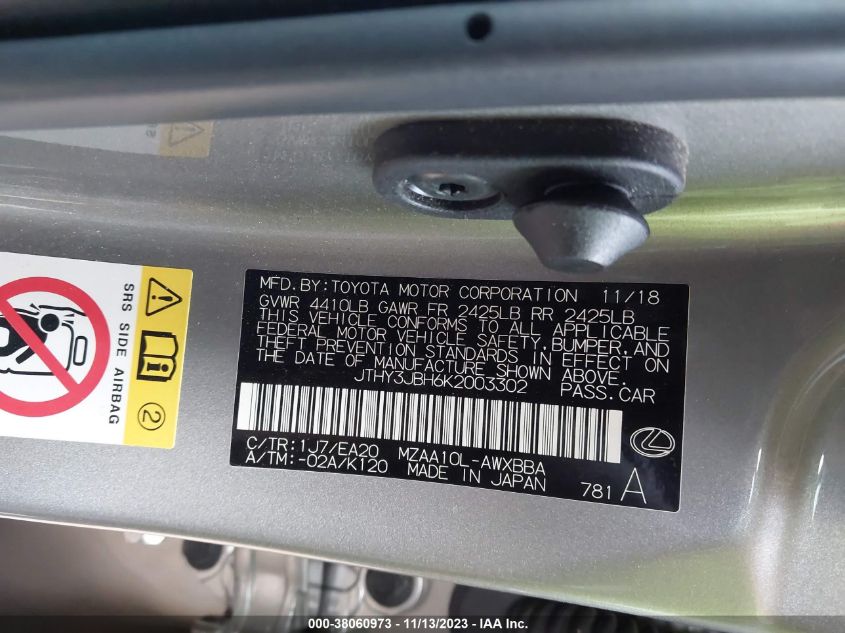 MFD.BY:TOYOTA MOTOR CORPORATION 11/18
GVWR 4410LB GAWR FR 2425LB RR 2425LB
THIS VEHICLE CONFORMS TO ALL APPLICABLE
FEDERAL MOTOR VEHICLE SAFETY,BUMPER,AND
THEFT PREVENTION STANDARDS IN EFFECT ON
THE DATE OF MANUFACTURE SHOWN ABOVE.
JTHY3JBH6K2003302 PASS.CAR
C/TR:1J7/EA20 MZAA10L-AWXBBA
A/TM:-02A/K120 MADE IN JAPAN
781 A
SRS SIDE AIRBAG
2
000-38060973 - 11/13/2023 - IAA Inc.